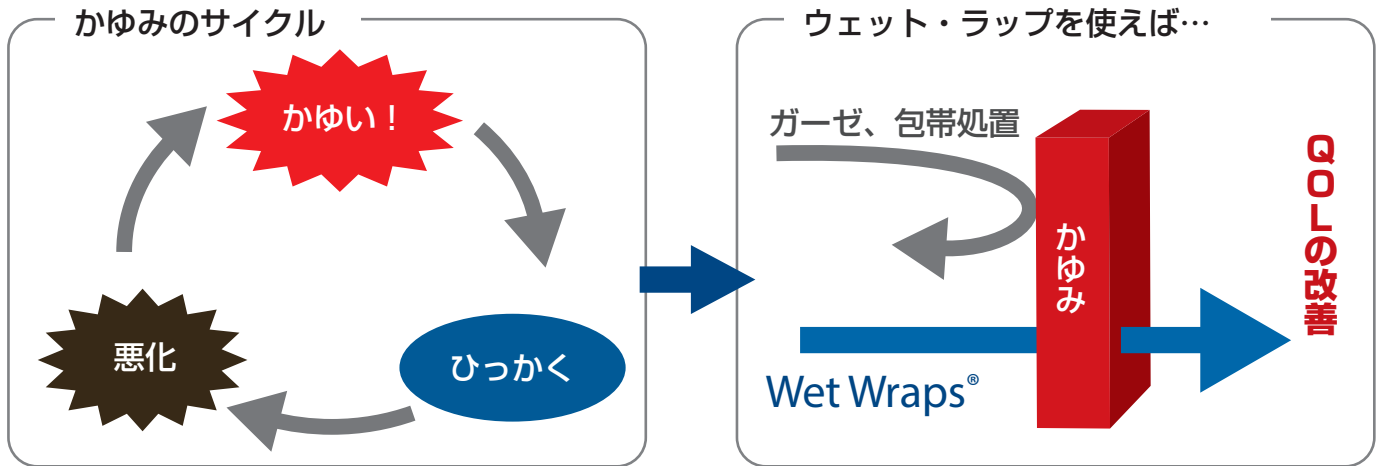 かゆみのサイクル
かゆい！
ひっかく
悪化
ウェット・ラップを使えば…
ガーゼ、包帯処置
かゆみ
Wet Wraps®
QOLの改善